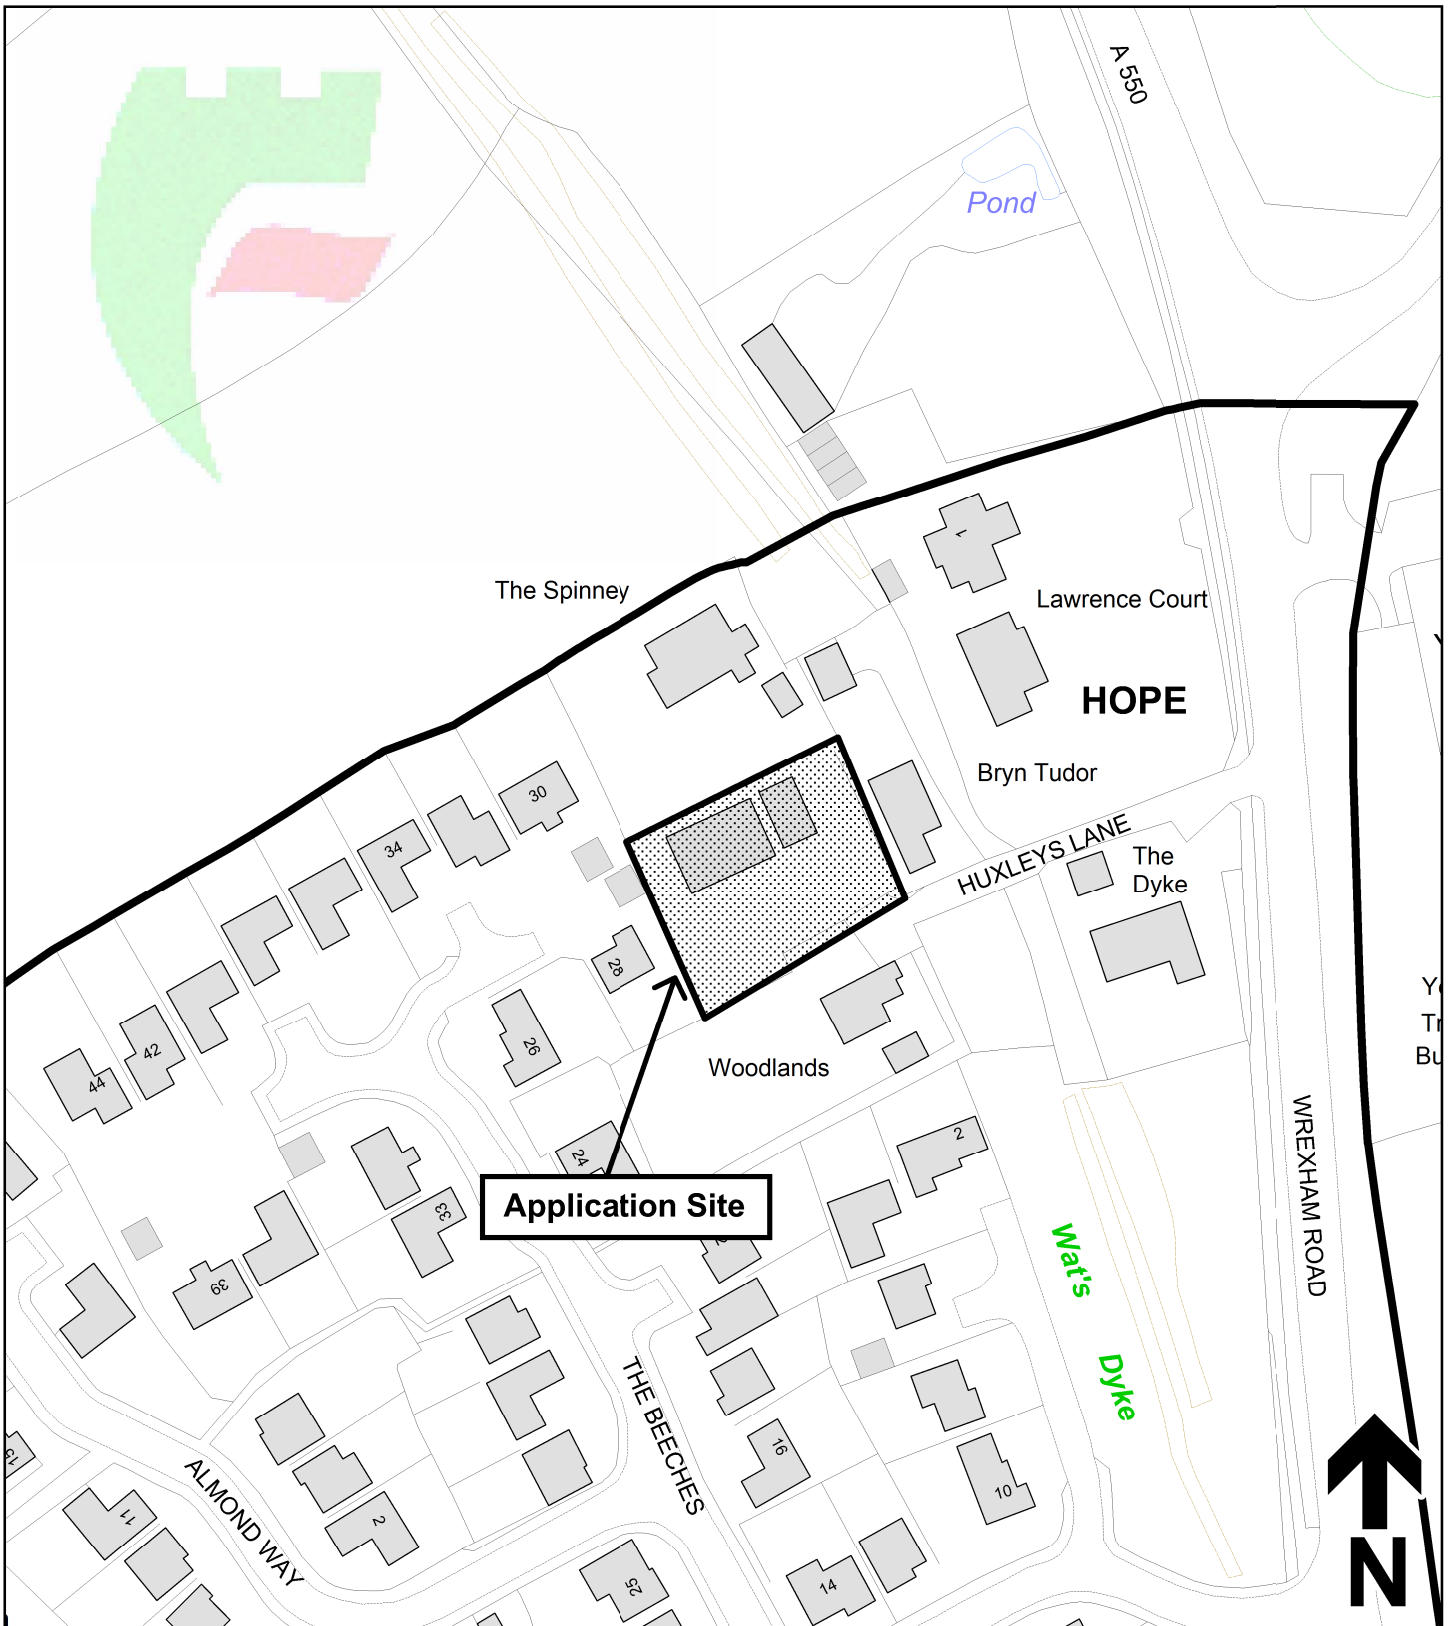 A 550
Pond
The Spinney
1
Lawrence Court
HOPE
Bryn Tudor
30
34
HUXLEYS LANE
The
Dyke
28
26
42
44
Woodlands
24
2
33
Application Site
39
Wat's
Dyke
WREXHAM ROAD
THE BEECHES
16
10
15
11
ALMOND WAY
2
25
14
N